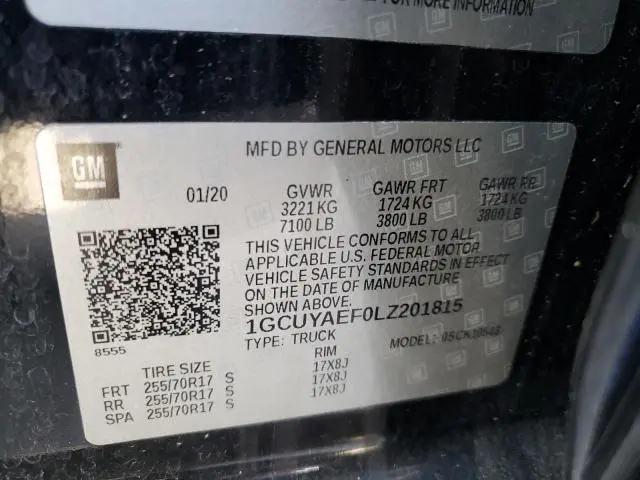 FOR MORE INFORMATION
GM
MFD BY GENERAL MOTORS LLC
01/20 GVWR GAWR FRT GAWR RR
3221 KG 1724 KG 1724 KG
7100 LB 3800 LB 3800 LB
THIS VEHICLE CONFORMS TO ALL
APPLICABLE U.S. FEDERAL MOTOR
VEHICLE SAFETY STANDARDS IN EFFECT
ON THE DATE OF MANUFACTURE
SHOWN ABOVE.
1GCUYAEF0LZ201815
8555 TYPE: TRUCK MODEL:
TIRE SIZE RIM
FRT 255/70R17 S 17X8J
RR 255/70R17 S 17X8J
SPA 255/70R17 S 17X8J